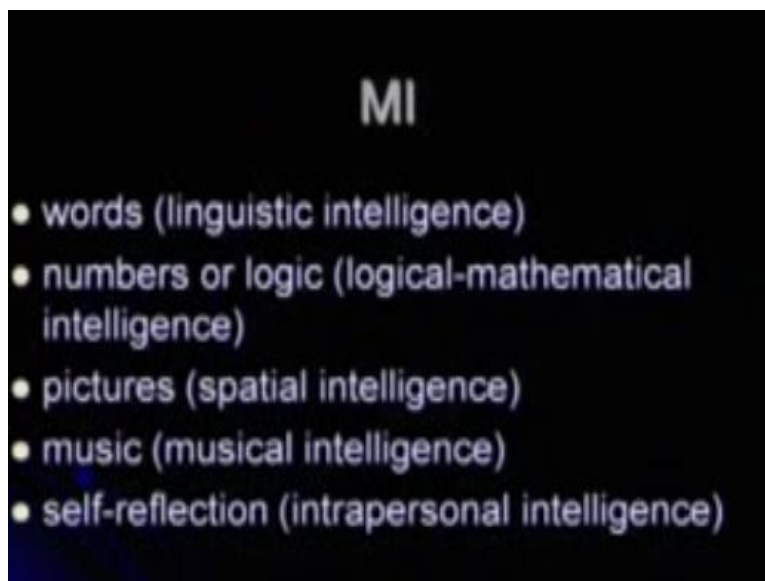 MI
● words (linguistic intelligence)
● numbers or logic (logical-mathematical
intelligence)
● pictures (spatial intelligence)
● music (musical intelligence)
● self-reflection (intrapersonal intelligence)